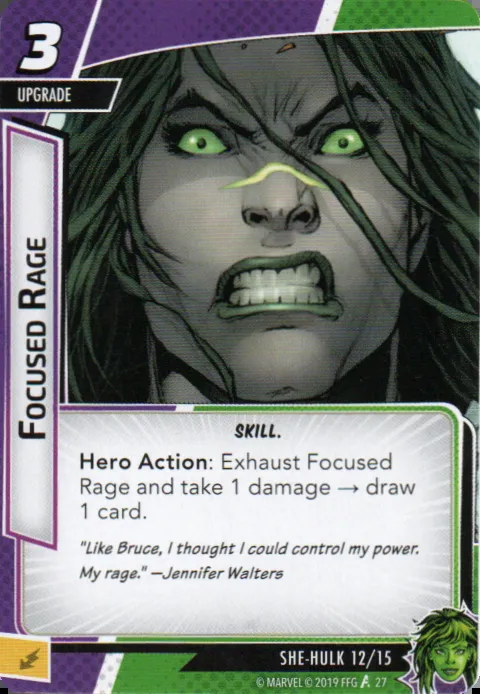 3
UPGRADE
FOCUSED RAGE
SKILL.
Hero Action: Exhaust Focused
Rage and take 1 damage → draw
1 card.
"Like Bruce, I thought I could control my power.
My rage." —Jennifer Walters
SHE-HULK 12/15
© MARVEL © 2019 FFG 27